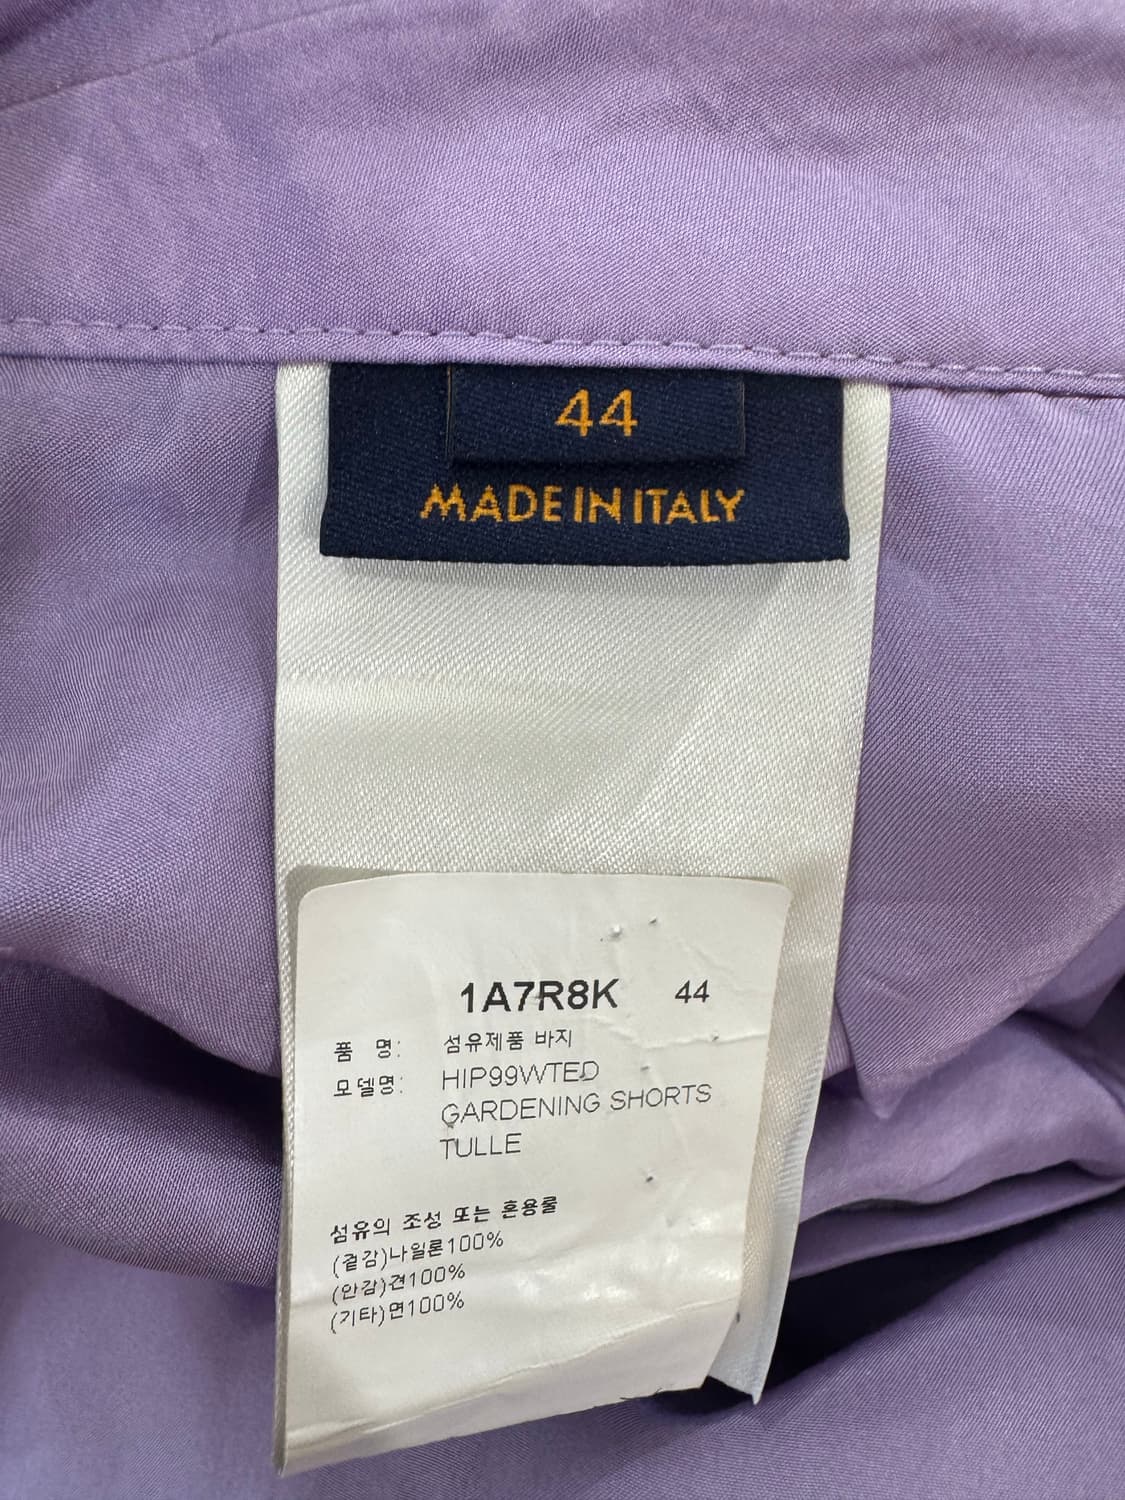 44
MADE IN ITALY
1A7R8K 44
품 명: 섬유제품 바지
모델명: HIP99WTED
GARDENING SHORTS
TULLE
섬유의 조성 또는 혼용률
(겉감)나일론100%
(안감)견100%
(기타)면100%